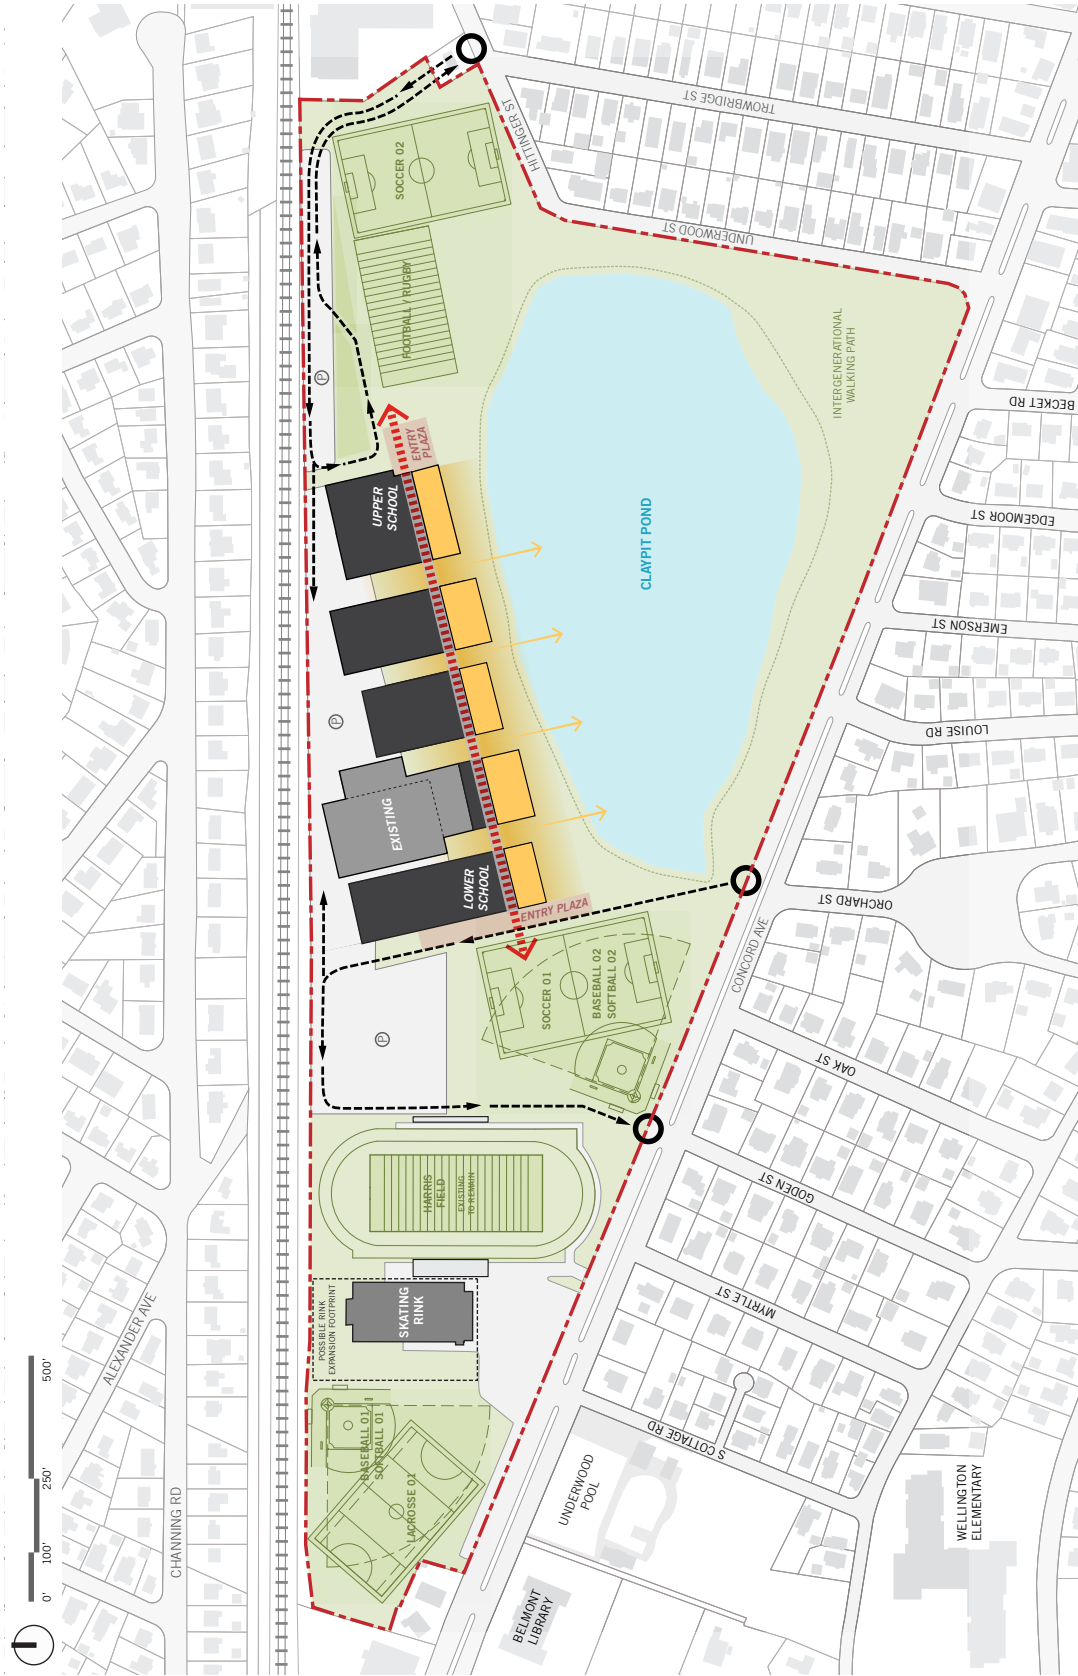 HITTINGER ST
TROWBRIDGE ST
UNDERWOOD ST
SOCCER 02
FOOTBALL / RUGBY
P
INTERGENERATIONAL
WALKING PATH
BECKET RD
ENTRY
PLAZA
UPPER
SCHOOL
EDGEMOOR ST
CLAYPIT POND
EMERSON ST
P
LOUISE RD
EXISTING
LOWER
SCHOOL
ENTRY PLAZA
ORCHARD ST
CONCORD AVE
SOCCER 01
BASEBALL 02
SOFTBALL 02
P
OAK ST
HARRIS
FIELD
EXISTING
TO REMAIN
GODEN ST
MYRTLE ST
POSSIBLE RINK
EXPANSION FOOTPRINT
SKATING
RINK
ALEXANDER AVE
S COTTAGE RD
BASEBALL 01
SOFTBALL 01
LACROSSE 01
UNDERWOOD
POOL
WELLINGTON
ELEMENTARY
BELMONT
LIBRARY
CHANNING RD
0'
100'
250'
500'